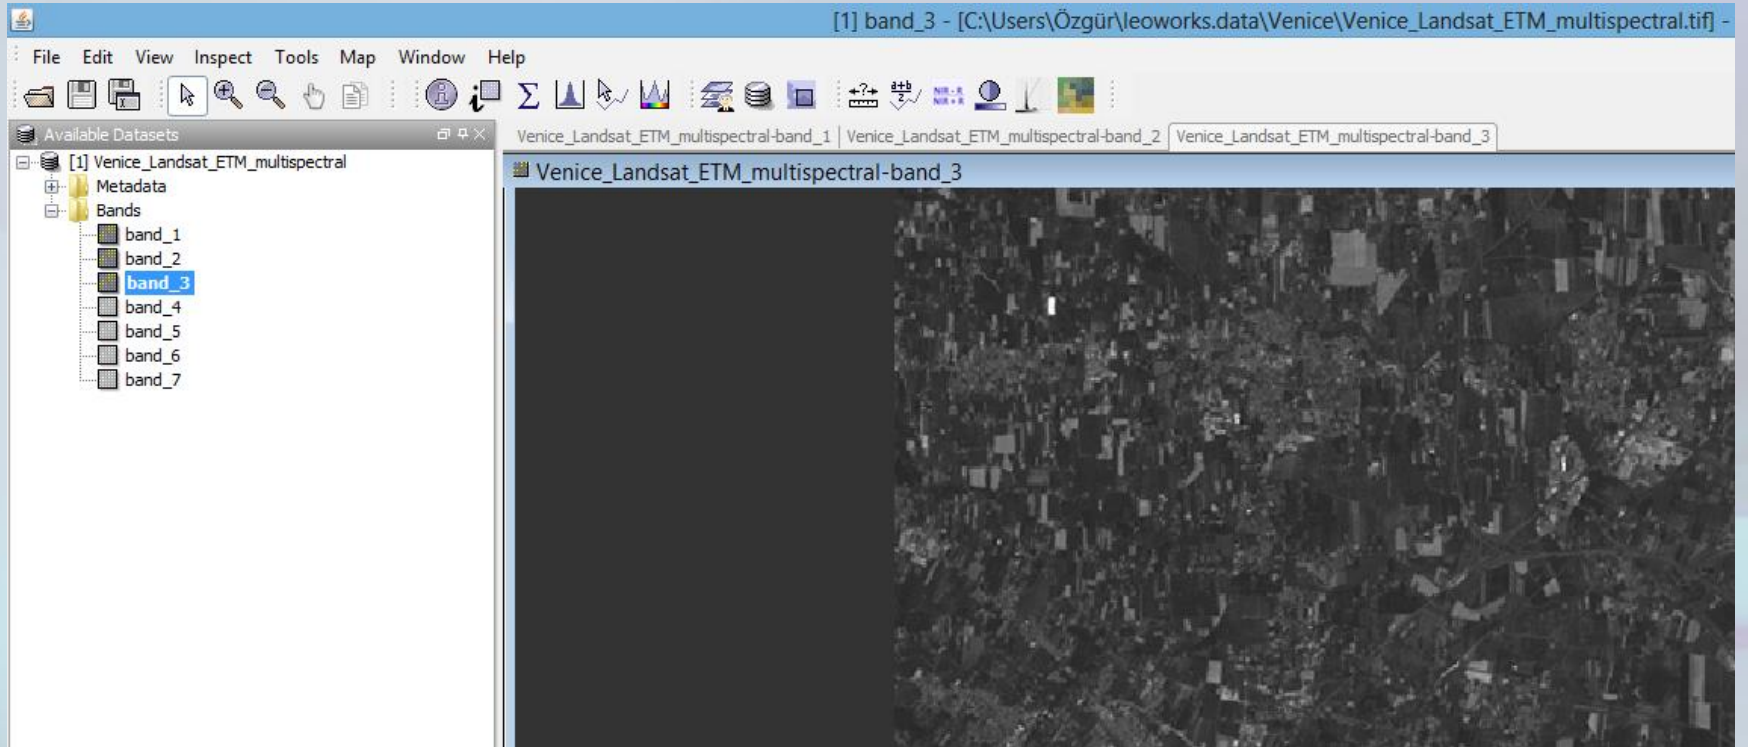 [1] band_3 - [C:\Users\Özgür\leoworks.data\Venice\Venice_Landsat_ETM_multispectral.tif] -
File Edit View Inspect Tools Map Window Help
Available Datasets
Venice_Landsat_ETM_multispectral-band_1 Venice_Landsat_ETM_multispectral-band_2 Venice_Landsat_ETM_multispectral-band_3
[1] Venice_Landsat_ETM_multispectral
Venice_Landsat_ETM_multispectral-band_3
Metadata
Bands
band_1
band_2
band_3
band_4
band_5
band_6
band_7